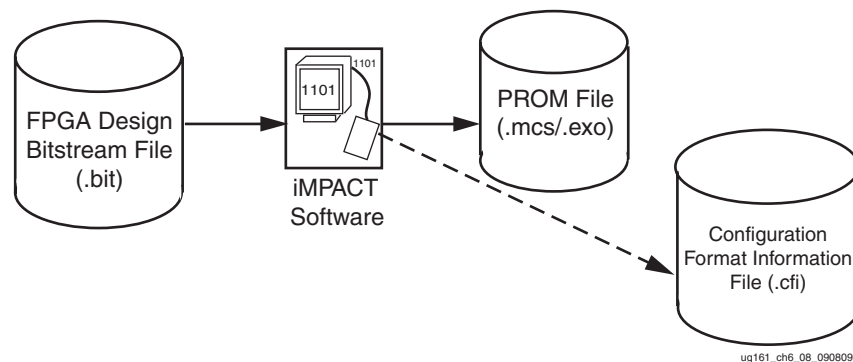 FPGA Design
Bitstream File
(.bit)
1101
1101
iMPACT
Software
PROM File
(.mcs/.exo)
Configuration
Format Information
File (.cfi)
ug161_ch6_08_090809